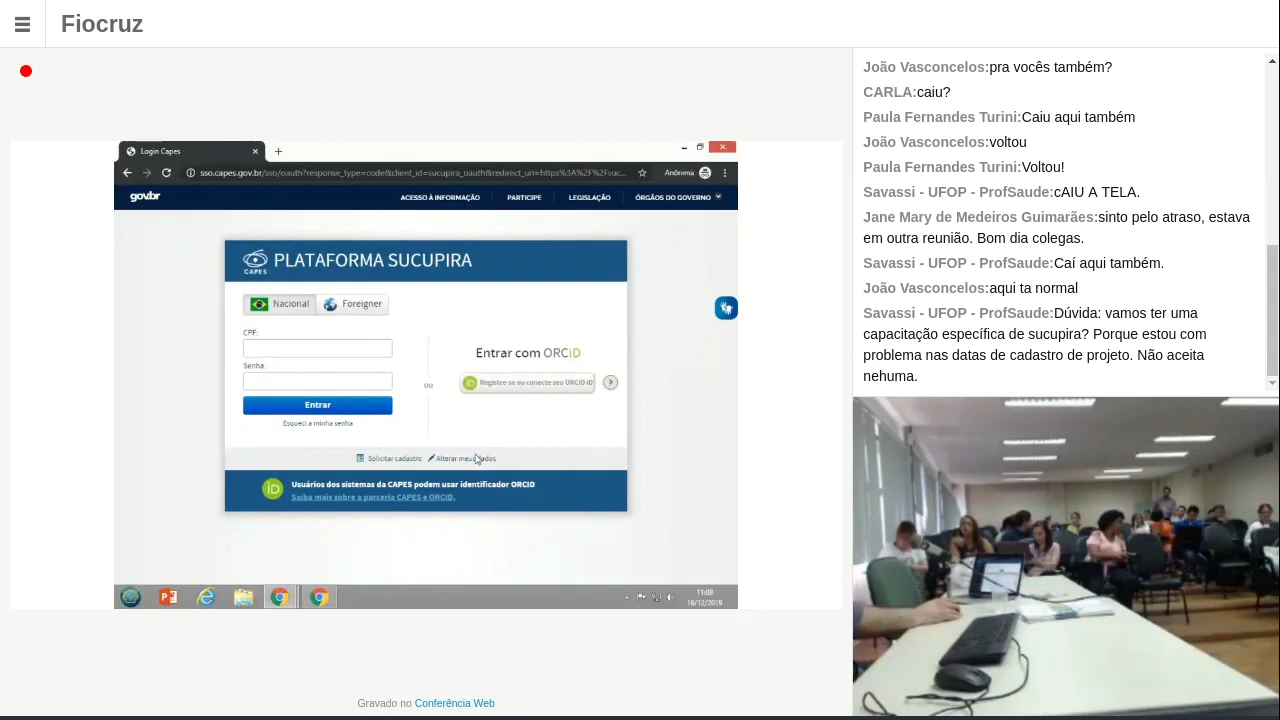 Fiocruz
Login Capes
sso.capes.gov.br/sso/oauth?response_type=code&client_id=sucupira_oauth&redirect_uri=https%3A%2F%2Fsuc...
Anônima
gov.br
ACESSO À INFORMAÇÃO
PARTICIPE
LEGISLAÇÃO
ÓRGÃOS DO GOVERNO
CAPES
PLATAFORMA SUCUPIRA
Nacional
Foreigner
CPF:
Senha:
Entrar
Esqueci a minha senha
ou
Entrar com ORCiD
iD
Registre-se ou conecte seu ORCID iD
?
Solicitar cadastro
Alterar meus dados
iD
Usuários dos sistemas da CAPES podem usar identificador ORCID
Saiba mais sobre a parceria CAPES e ORCID.
11:08
16/12/2019
Gravado no Conferência Web
João Vasconcelos:pra vocês também?
CARLA:caiu?
Paula Fernandes Turini:Caiu aqui também
João Vasconcelos:voltou
Paula Fernandes Turini:Voltou!
Savassi - UFOP - ProfSaude:cAIU A TELA.
Jane Mary de Medeiros Guimarães:sinto pelo atraso, estava
em outra reunião. Bom dia colegas.
Savassi - UFOP - ProfSaude:Caí aqui também.
João Vasconcelos:aqui ta normal
Savassi - UFOP - ProfSaude:Dúvida: vamos ter uma
capacitação específica de sucupira? Porque estou com
problema nas datas de cadastro de projeto. Não aceita
nehuma.